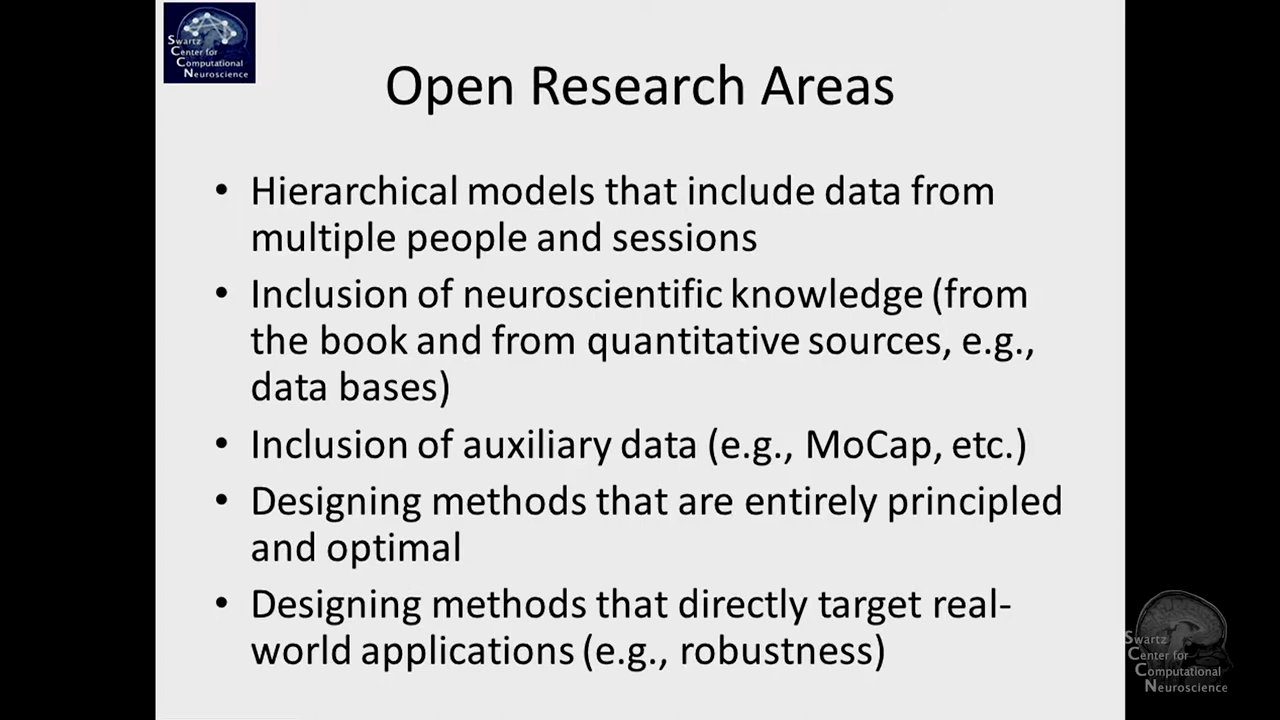 Swartz
Center for
Computational
Neuroscience
Open Research Areas
• Hierarchical models that include data from
multiple people and sessions
• Inclusion of neuroscientific knowledge (from
the book and from quantitative sources, e.g.,
data bases)
• Inclusion of auxiliary data (e.g., MoCap, etc.)
• Designing methods that are entirely principled
and optimal
• Designing methods that directly target real-
world applications (e.g., robustness)
Swartz
Center for
Computational
Neuroscience